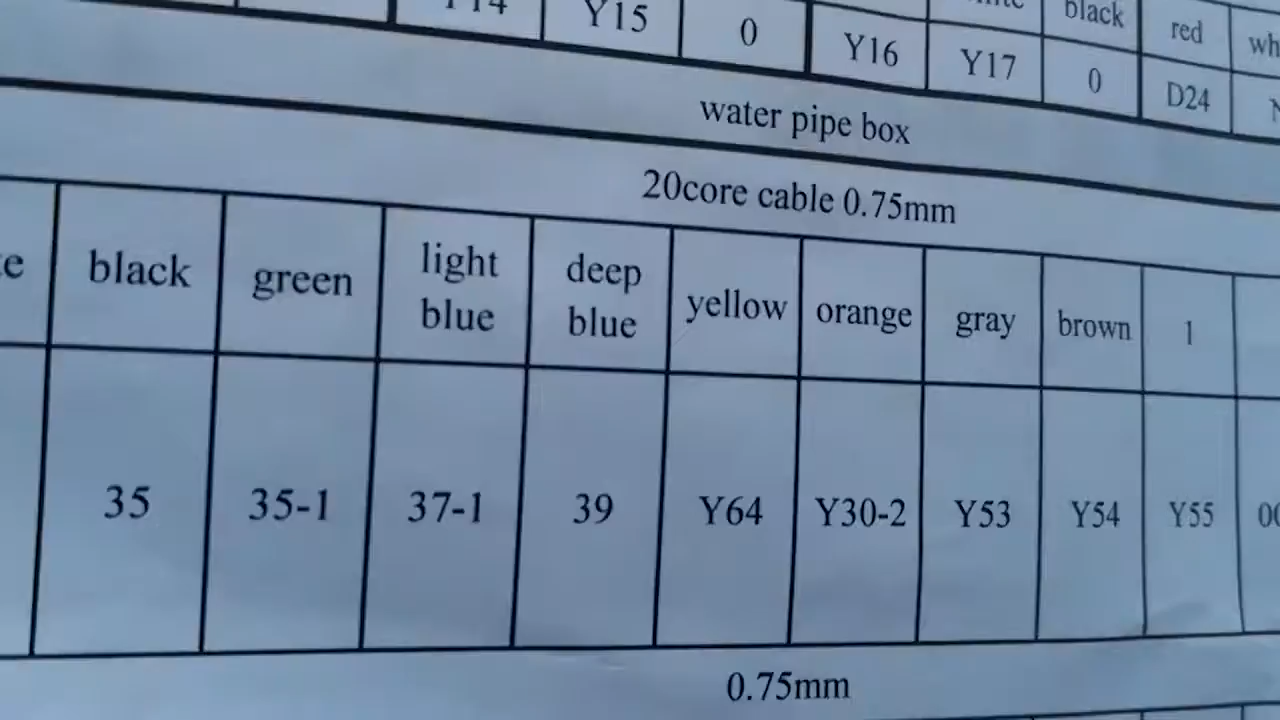 black red
Y15 0 Y16 Y17 0 D24
water pipe box
20core cable 0.75mm
black green light blue deep blue yellow orange gray brown 1
35 35-1 37-1 39 Y64 Y30-2 Y53 Y54 Y55
0.75mm